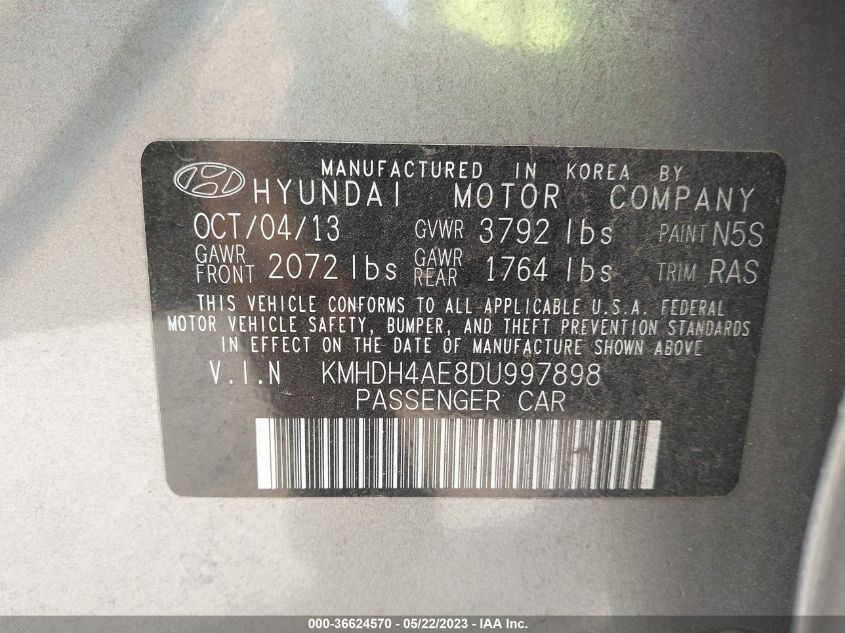 MANUFACTURED IN KOREA BY
HYUNDAI MOTOR COMPANY
OCT/04/13 GVWR 3792 lbs PAINT N5S
GAWR FRONT 2072 lbs GAWR REAR 1764 lbs TRIM RAS
THIS VEHICLE CONFORMS TO ALL APPLICABLE U.S.A. FEDERAL
MOTOR VEHICLE SAFETY, BUMPER, AND THEFT PREVENTION STANDARDS
IN EFFECT ON THE DATE OF MANUFACTURE SHOWN ABOVE
V.I.N KMHDH4AE8DU997898
PASSENGER CAR
000-36624570 - 05/22/2023 - IAA Inc.